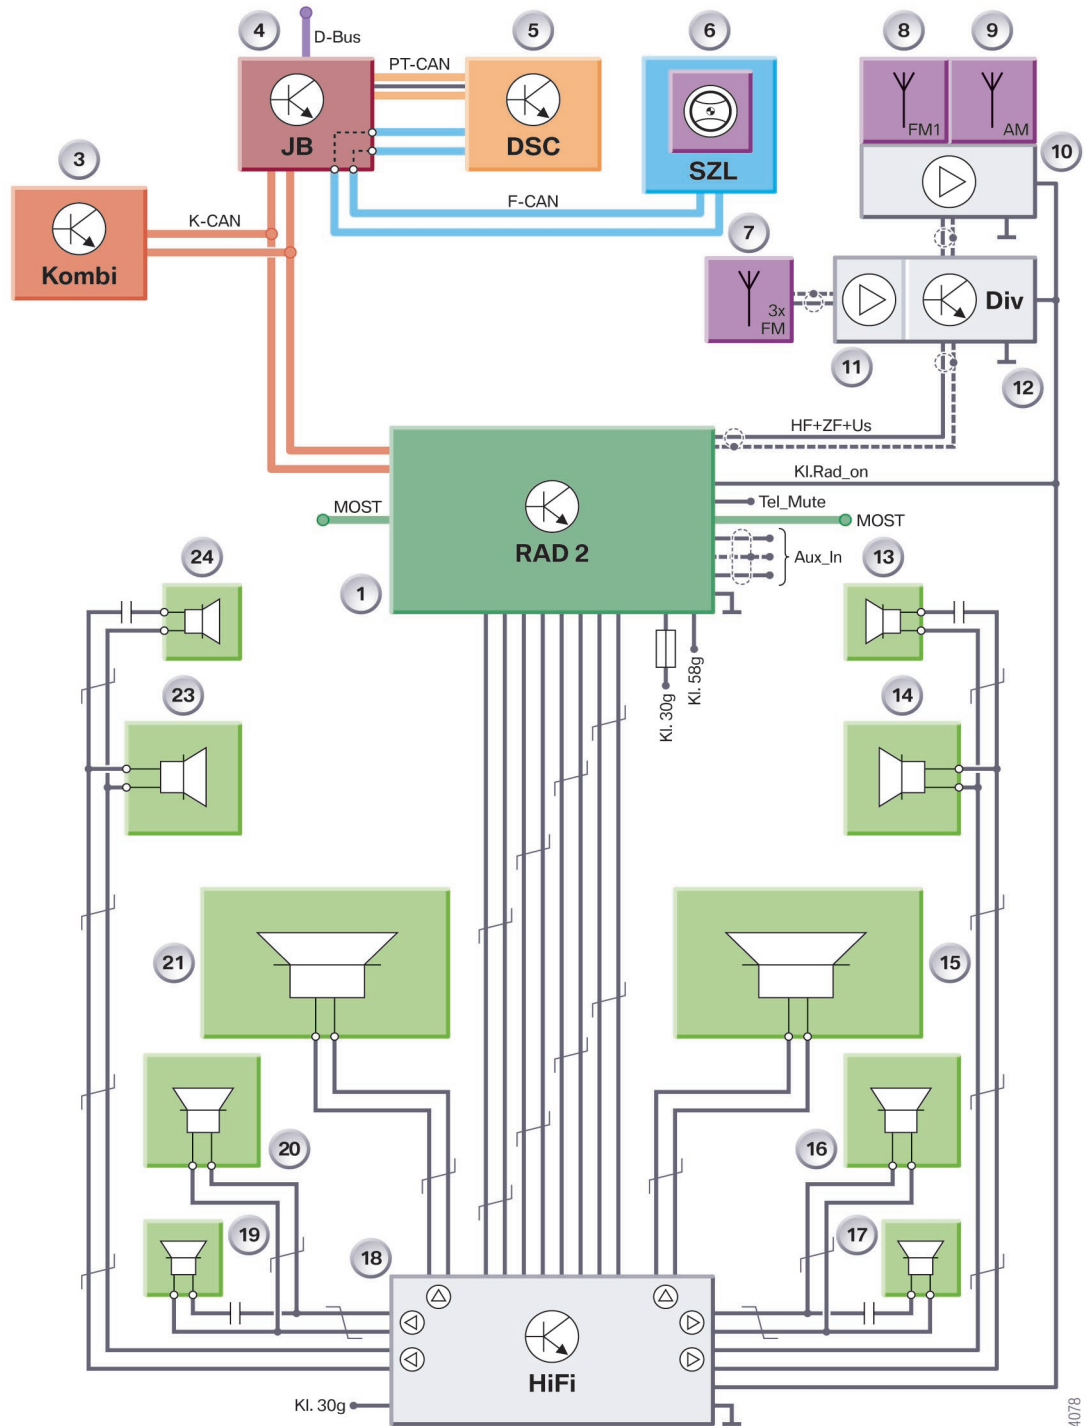 4
D-Bus
5
6
8
9
PT-CAN
JB
DSC
SZL
FM1
AM
10
3
K-CAN
F-CAN
7
Kombi
3x
FM
Div
11
12
HF+ZF+Us
Kl.Rad_on
MOST
Tel_Mute
MOST
RAD 2
Aux_In
24
13
1
Kl. 30g
Kl. 58g
23
14
21
15
20
16
19
17
18
HiFi
Kl. 30g
4078